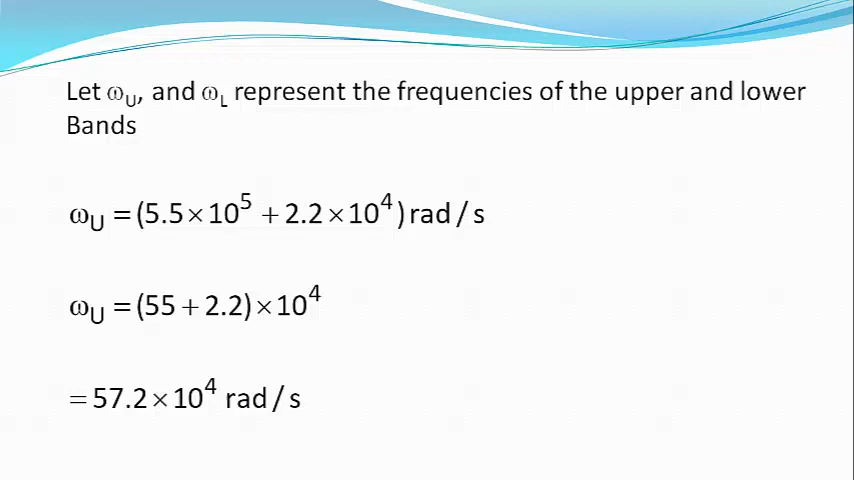 Let ωU, and ωL represent the frequencies of the upper and lower
Bands
ωU = (5.5 × 10^5 + 2.2 × 10^4) rad / s
ωU = (55 + 2.2) × 10^4
= 57.2 × 10^4 rad / s